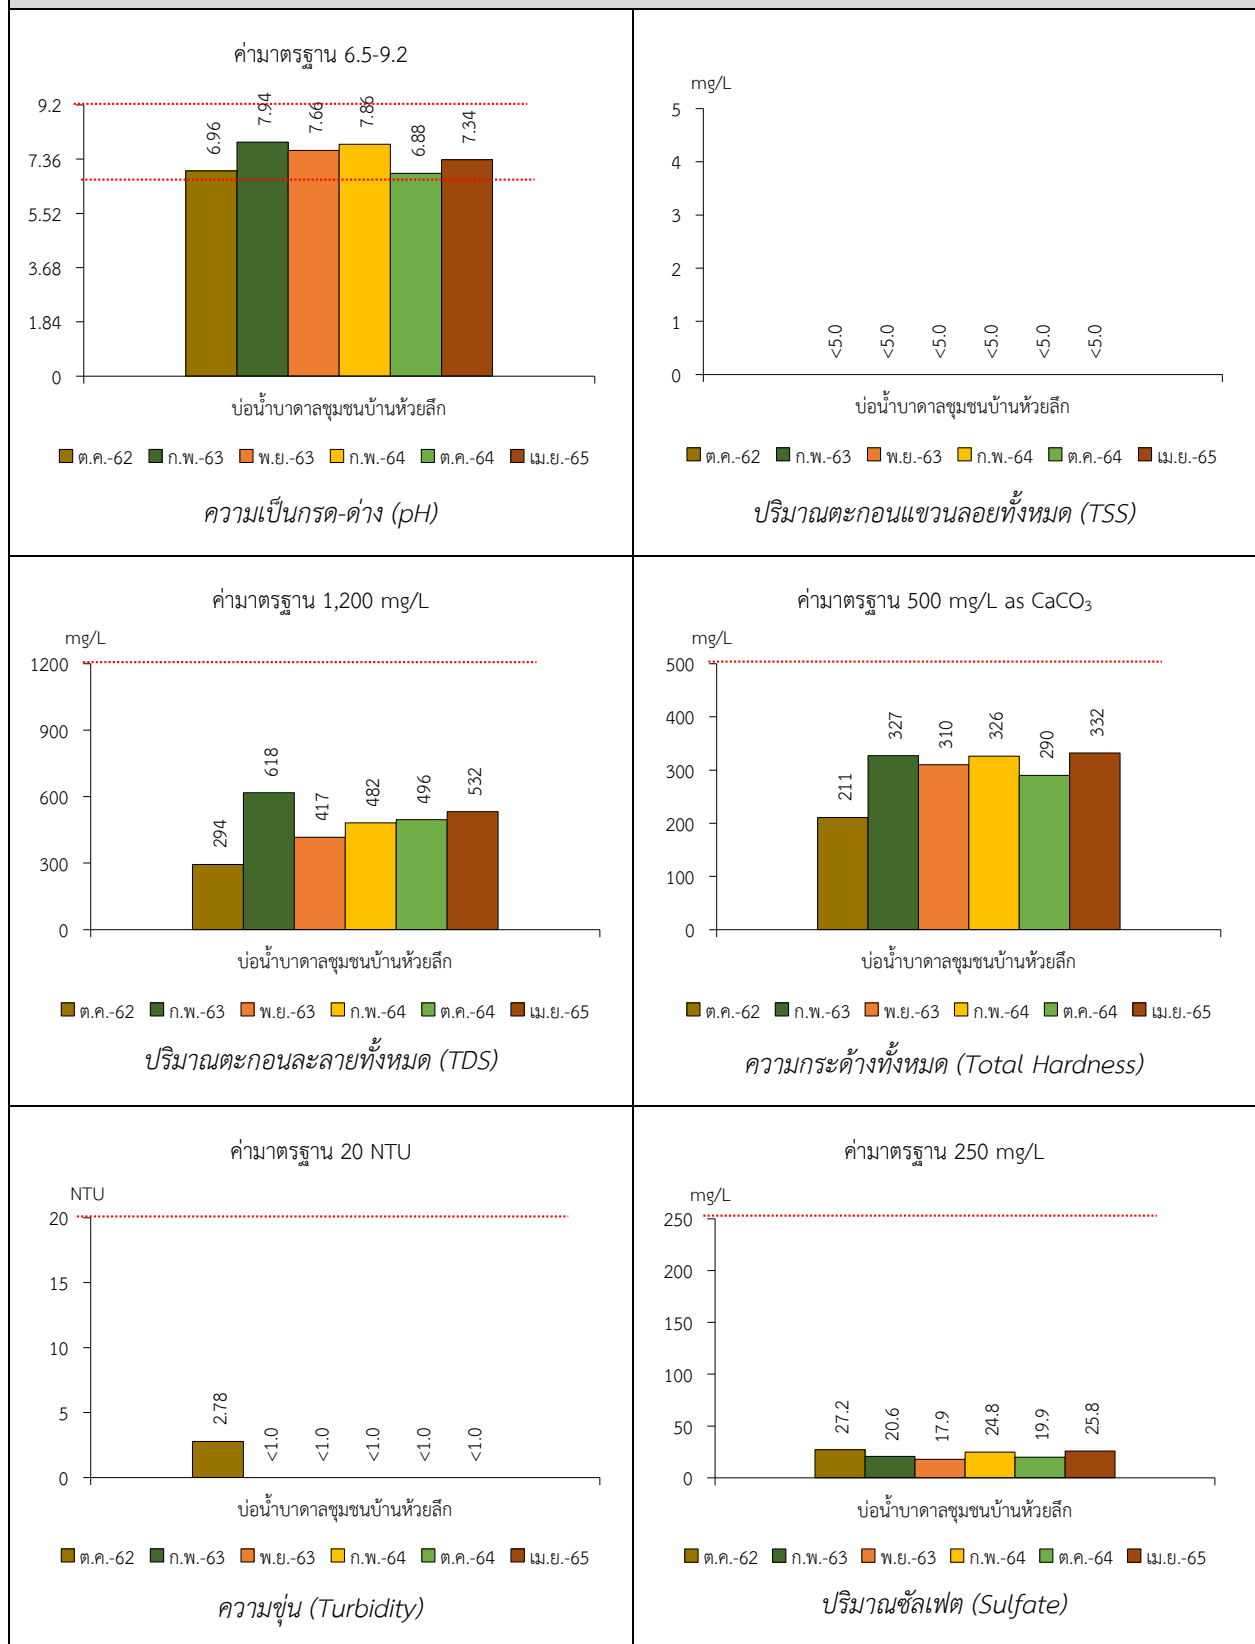 ค่ามาตรฐาน 6.5-9.2
9.2
7.36
5.52
3.68
1.84
0
6.96
7.94
7.66
7.86
6.88
7.34
บ่อน้ำบาดาลชุมชนบ้านห้วยลึก
ต.ค.-62 ก.พ.-63 พ.ย.-63 ก.พ.-64 ต.ค.-64 เม.ย.-65
ความเป็นกรด-ด่าง (pH)
mg/L
5
4
3
2
1
0
<5.0
<5.0
<5.0
<5.0
<5.0
<5.0
บ่อน้ำบาดาลชุมชนบ้านห้วยลึก
ต.ค.-62 ก.พ.-63 พ.ย.-63 ก.พ.-64 ต.ค.-64 เม.ย.-65
ปริมาณตะกอนแขวนลอยทั้งหมด (TSS)
ค่ามาตรฐาน 1,200 mg/L
mg/L
1200
900
600
300
0
294
618
417
482
496
532
บ่อน้ำบาดาลชุมชนบ้านห้วยลึก
ต.ค.-62 ก.พ.-63 พ.ย.-63 ก.พ.-64 ต.ค.-64 เม.ย.-65
ปริมาณตะกอนละลายทั้งหมด (TDS)
ค่ามาตรฐาน 500 mg/L as CaCO₃
mg/L
500
400
300
200
100
0
211
327
310
326
290
332
บ่อน้ำบาดาลชุมชนบ้านห้วยลึก
ต.ค.-62 ก.พ.-63 พ.ย.-63 ก.พ.-64 ต.ค.-64 เม.ย.-65
ความกระด้างทั้งหมด (Total Hardness)
ค่ามาตรฐาน 20 NTU
NTU
20
15
10
5
0
2.78
<1.0
<1.0
<1.0
<1.0
<1.0
บ่อน้ำบาดาลชุมชนบ้านห้วยลึก
ต.ค.-62 ก.พ.-63 พ.ย.-63 ก.พ.-64 ต.ค.-64 เม.ย.-65
ความขุ่น (Turbidity)
ค่ามาตรฐาน 250 mg/L
mg/L
250
200
150
100
50
0
27.2
20.6
17.9
24.8
19.9
25.8
บ่อน้ำบาดาลชุมชนบ้านห้วยลึก
ต.ค.-62 ก.พ.-63 พ.ย.-63 ก.พ.-64 ต.ค.-64 เม.ย.-65
ปริมาณซัลเฟต (Sulfate)